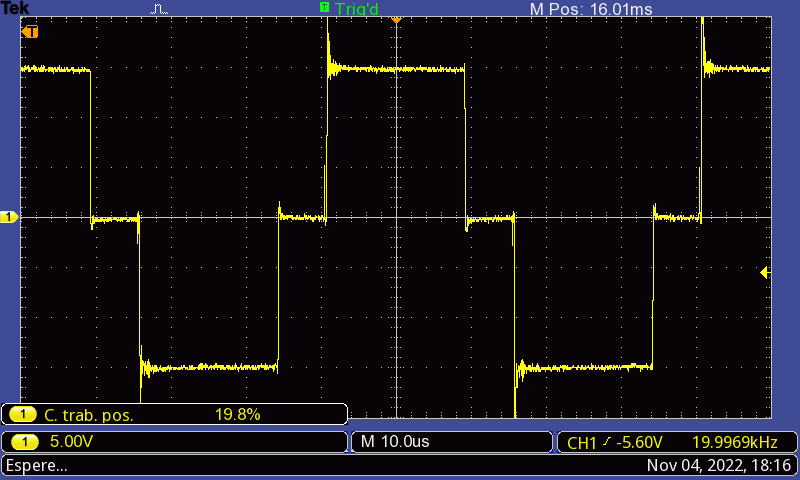 Tek T Trig'd M Pos: 16.01ms
T
1
1 C. trab. pos. 19.8%
1 5.00V M 10.0us CH1 -5.60V 19.9969kHz
Espere... Nov 04, 2022, 18:16